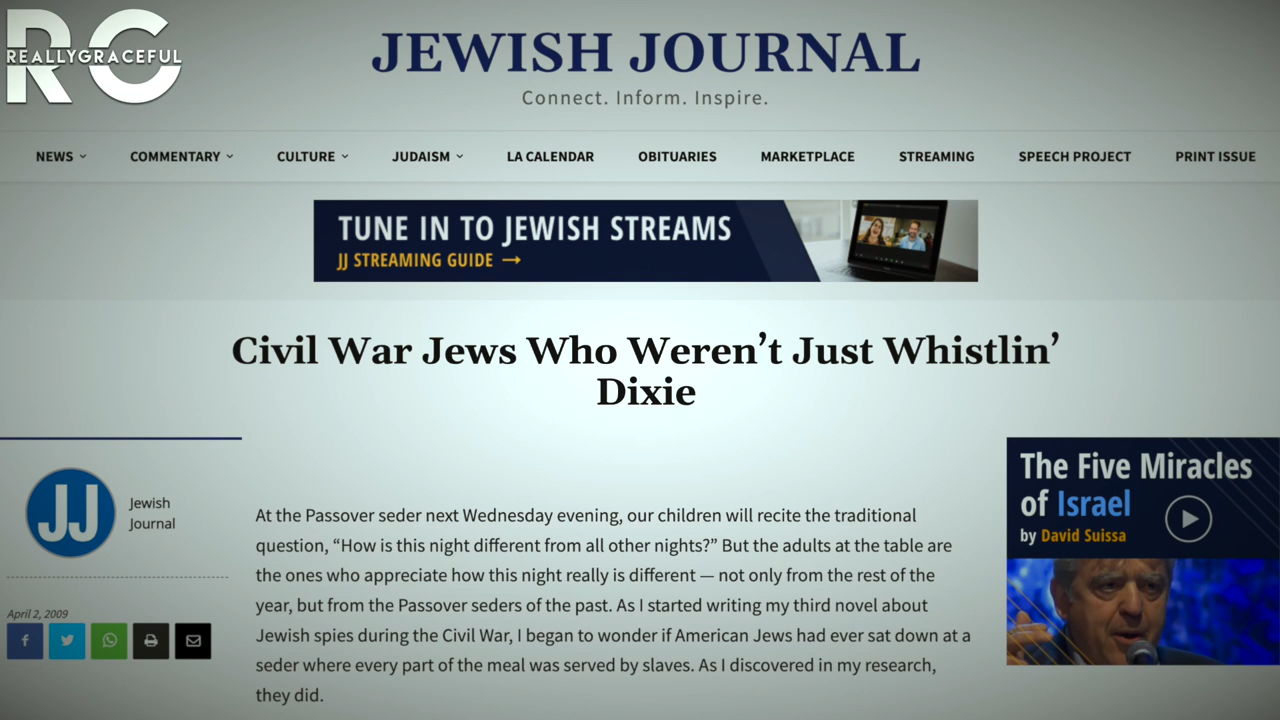 RG
REALLYGRACEFUL
JEWISH JOURNAL
Connect. Inform. Inspire.
NEWS COMMENTARY CULTURE JUDAISM LA CALENDAR OBITUARIES MARKETPLACE STREAMING SPEECH PROJECT PRINT ISSUE
TUNE IN TO JEWISH STREAMS
JJ STREAMING GUIDE →
Civil War Jews Who Weren’t Just Whistlin’
Dixie
JJ
Jewish
Journal
April 2, 2009
At the Passover seder next Wednesday evening, our children will recite the traditional
question, “How is this night different from all other nights?” But the adults at the table are
the ones who appreciate how this night really is different — not only from the rest of the
year, but from the Passover seders of the past. As I started writing my third novel about
Jewish spies during the Civil War, I began to wonder if American Jews had ever sat down at a
seder where every part of the meal was served by slaves. As I discovered in my research,
they did.
The Five Miracles
of Israel
by David Suissa